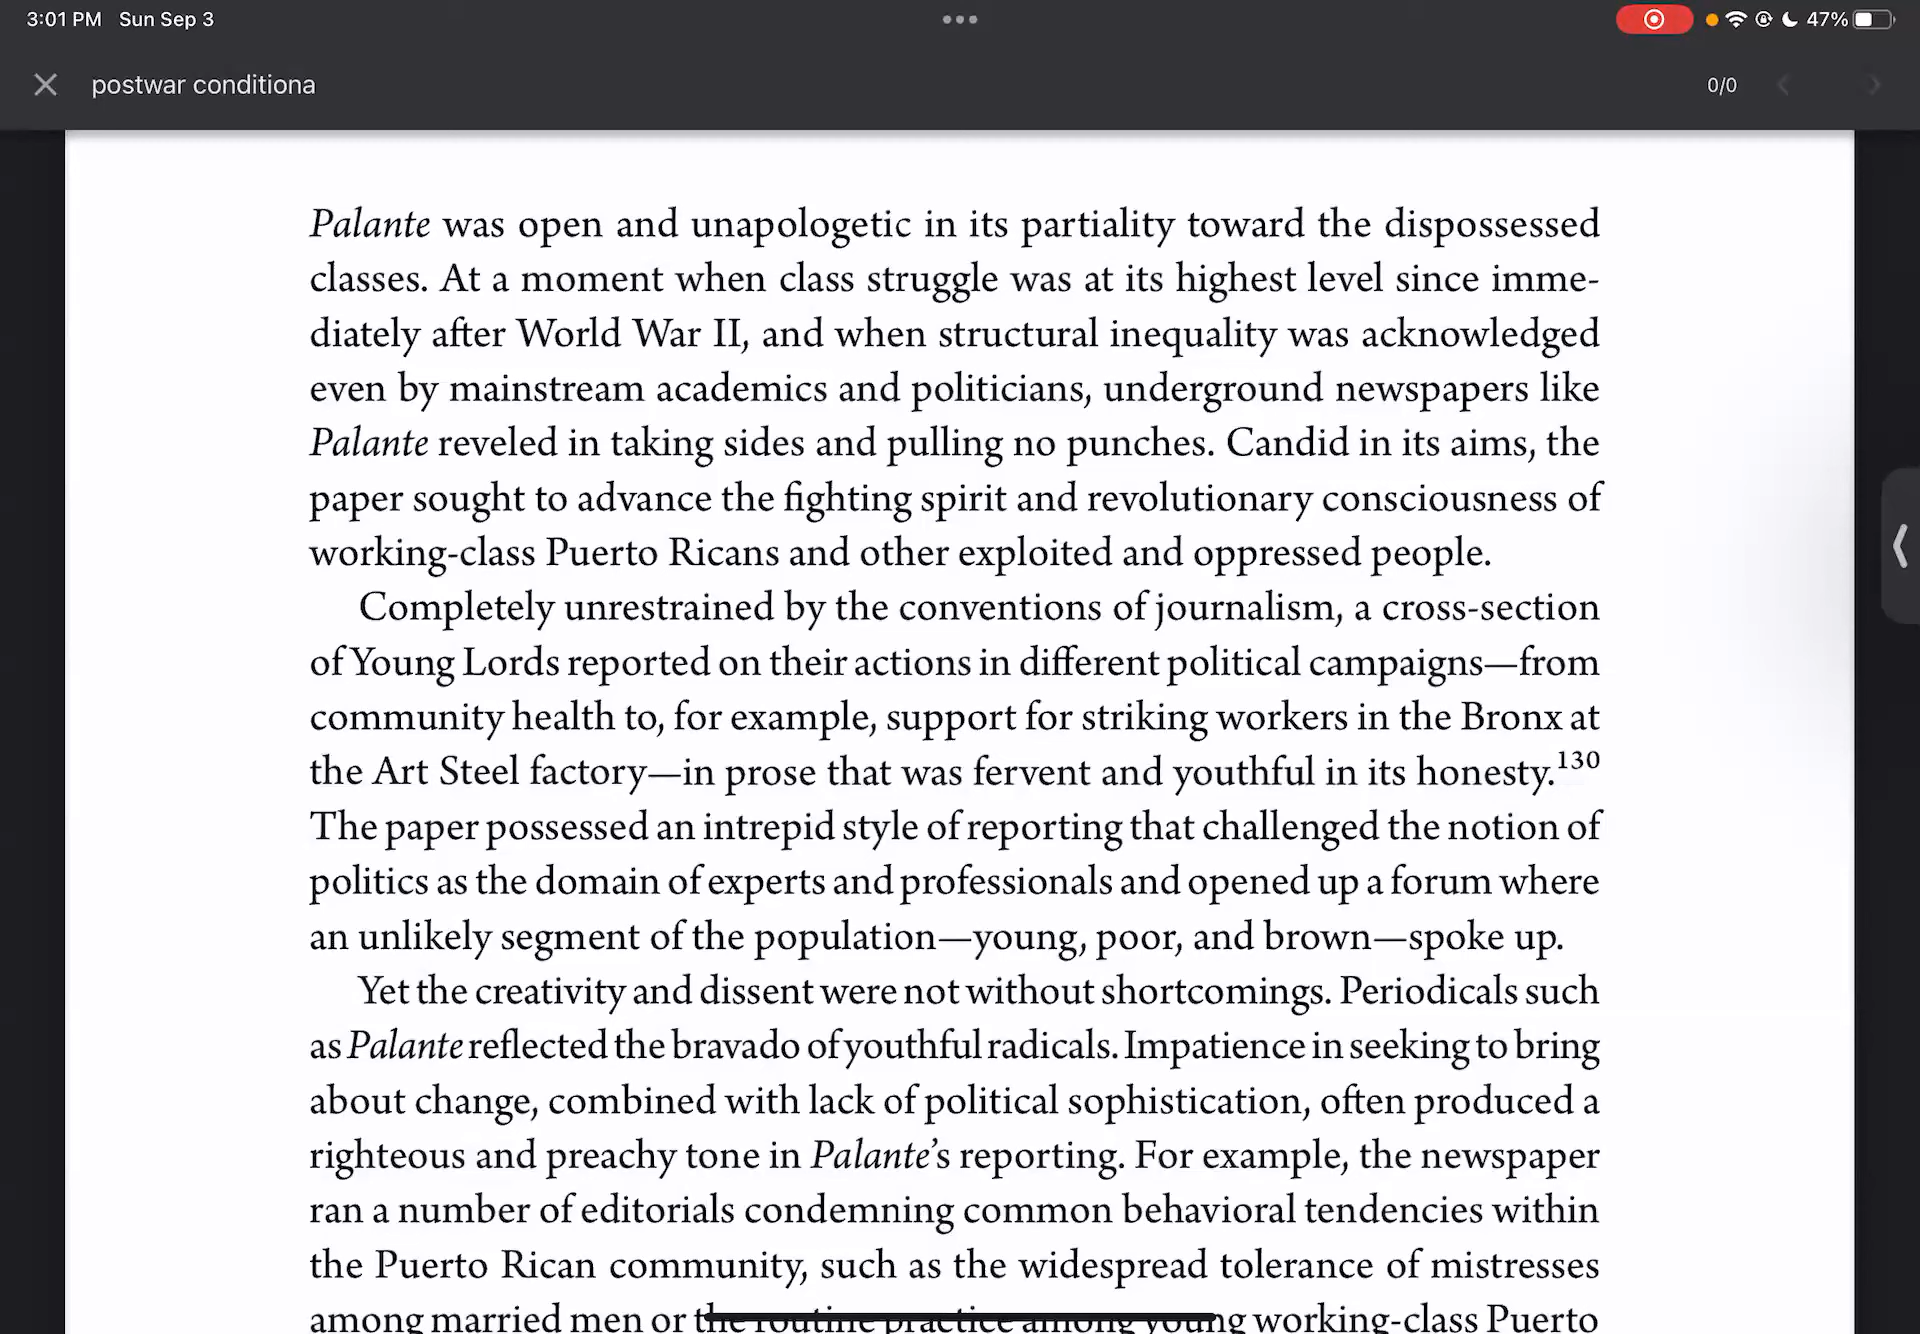 3:01 PM Sun Sep 3
47%
postwar conditiona
0/0
Palante was open and unapologetic in its partiality toward the dispossessed
classes. At a moment when class struggle was at its highest level since imme-
diately after World War II, and when structural inequality was acknowledged
even by mainstream academics and politicians, underground newspapers like
Palante reveled in taking sides and pulling no punches. Candid in its aims, the
paper sought to advance the fighting spirit and revolutionary consciousness of
working-class Puerto Ricans and other exploited and oppressed people.
Completely unrestrained by the conventions of journalism, a cross-section
of Young Lords reported on their actions in different political campaigns—from
community health to, for example, support for striking workers in the Bronx at
the Art Steel factory—in prose that was fervent and youthful in its honesty.130
The paper possessed an intrepid style of reporting that challenged the notion of
politics as the domain of experts and professionals and opened up a forum where
an unlikely segment of the population—young, poor, and brown—spoke up.
Yet the creativity and dissent were not without shortcomings. Periodicals such
as Palante reflected the bravado of youthful radicals. Impatience in seeking to bring
about change, combined with lack of political sophistication, often produced a
righteous and preachy tone in Palante's reporting. For example, the newspaper
ran a number of editorials condemning common behavioral tendencies within
the Puerto Rican community, such as the widespread tolerance of mistresses
among married men or the routine practice among young working-class Puerto